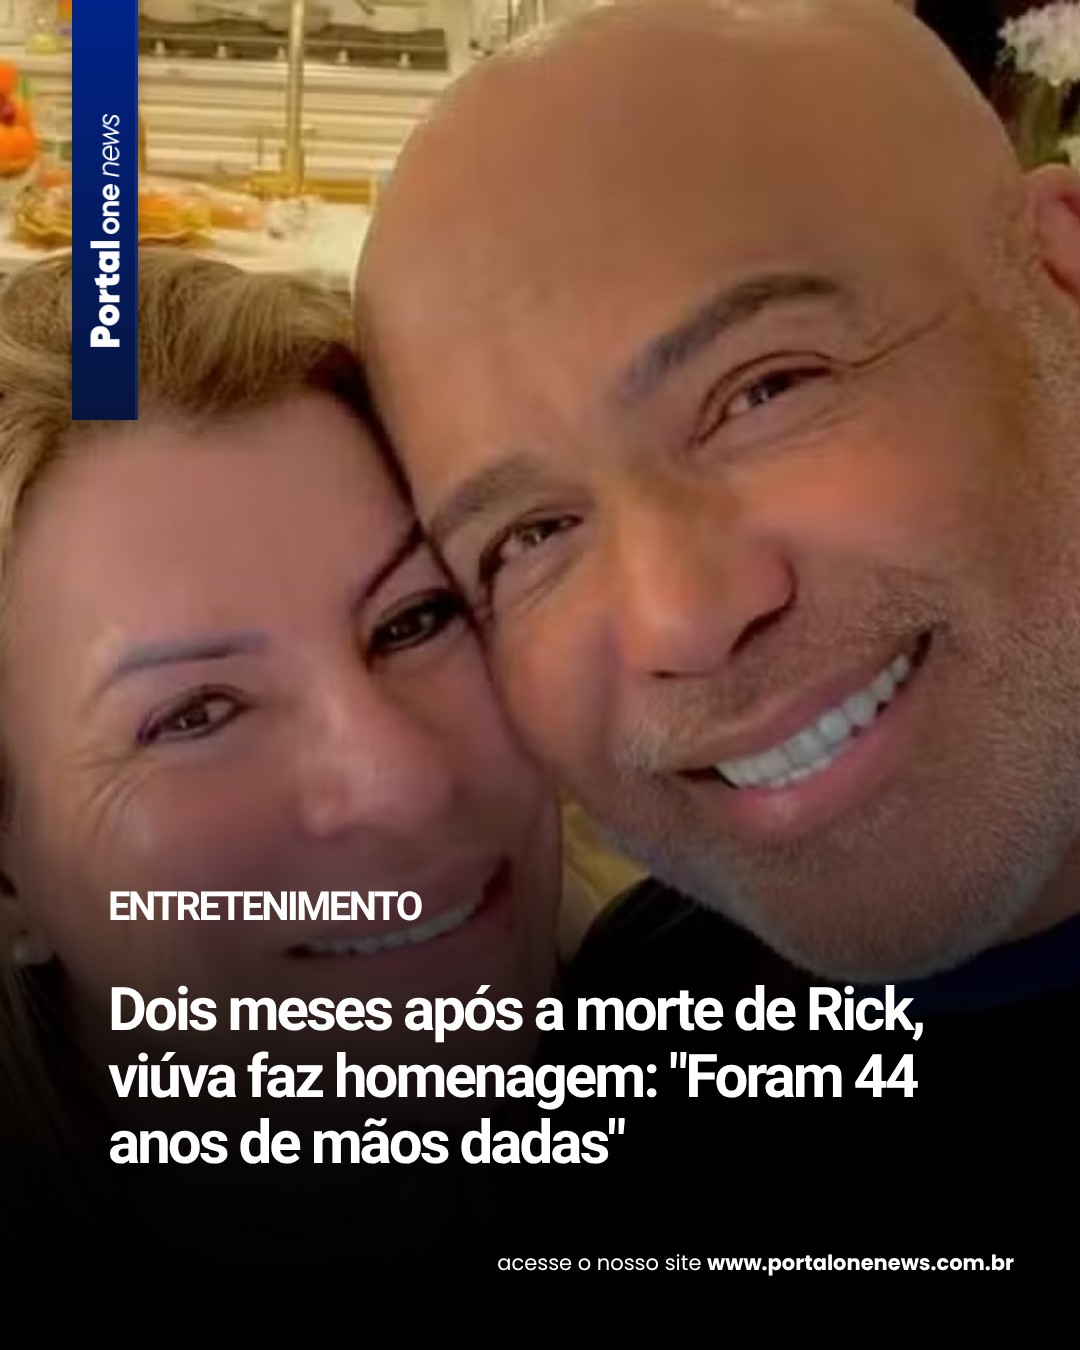 Portal one news
ENTRETENIMENTO
Dois meses após a morte de Rick,
viúva faz homenagem: "Foram 44
anos de mãos dadas"
acesse o nosso site www.portalonenews.com.br